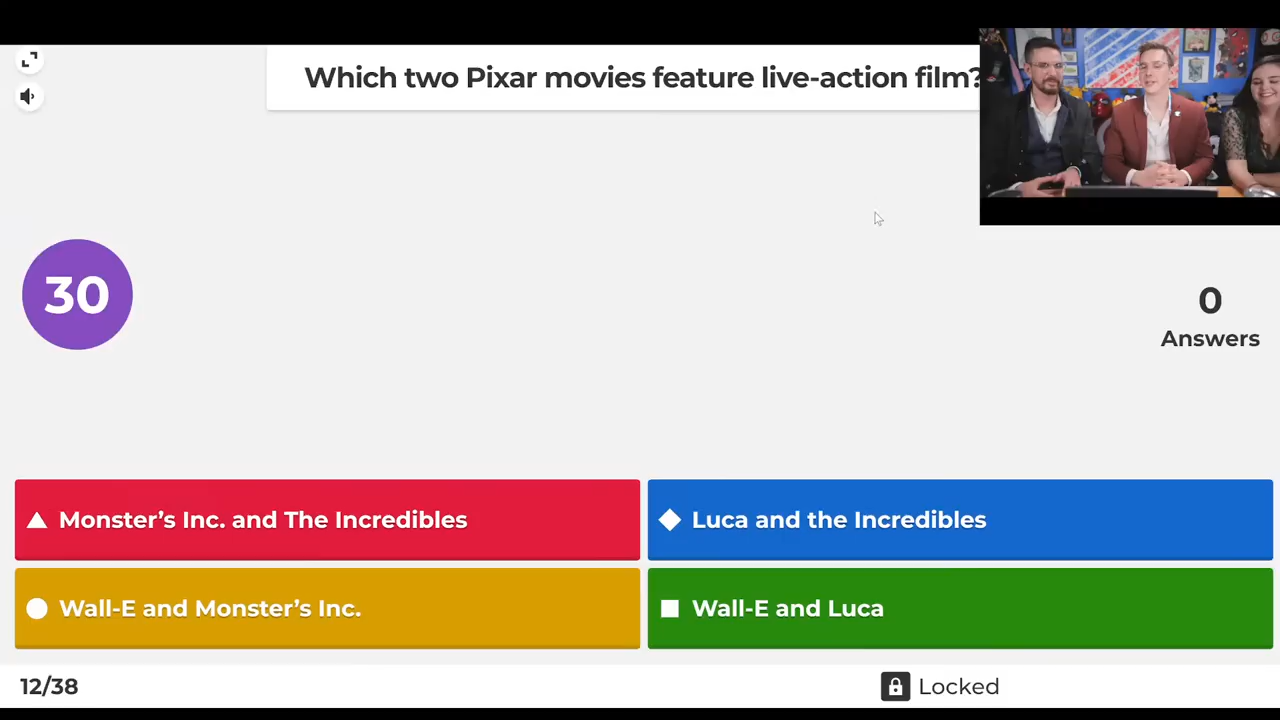 Which two Pixar movies feature live-action film?
30
0
Answers
Monster’s Inc. and The Incredibles
Luca and the Incredibles
Wall-E and Monster’s Inc.
Wall-E and Luca
12/38
Locked